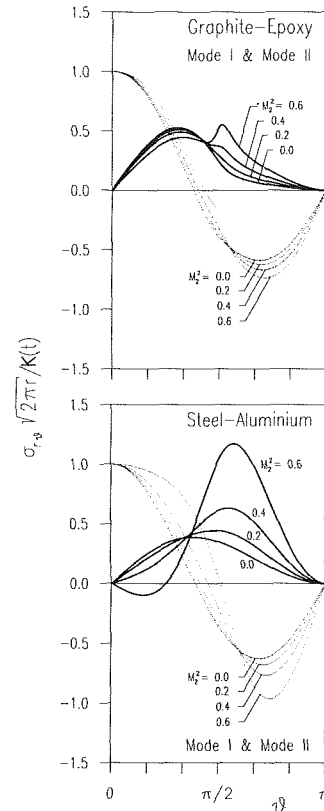 1.5
Graphite-Epoxy
Mode I & Mode II
1.0
M₂²= 0.6
0.4
0.2
0.0
0.5
0.0
M₂²= 0.0
0.2
0.4
0.6
-0.5
-1.0
-1.5
σrϑ √2πr/K(t)
1.5
Steel-Aluminium
M₂²= 0.6
1.0
0.4
0.2
0.0
0.5
0.0
M₂²= 0.0
0.2
0.4
0.6
-0.5
-1.0
Mode I & Mode II
-1.5
0 π/2 ϑ π